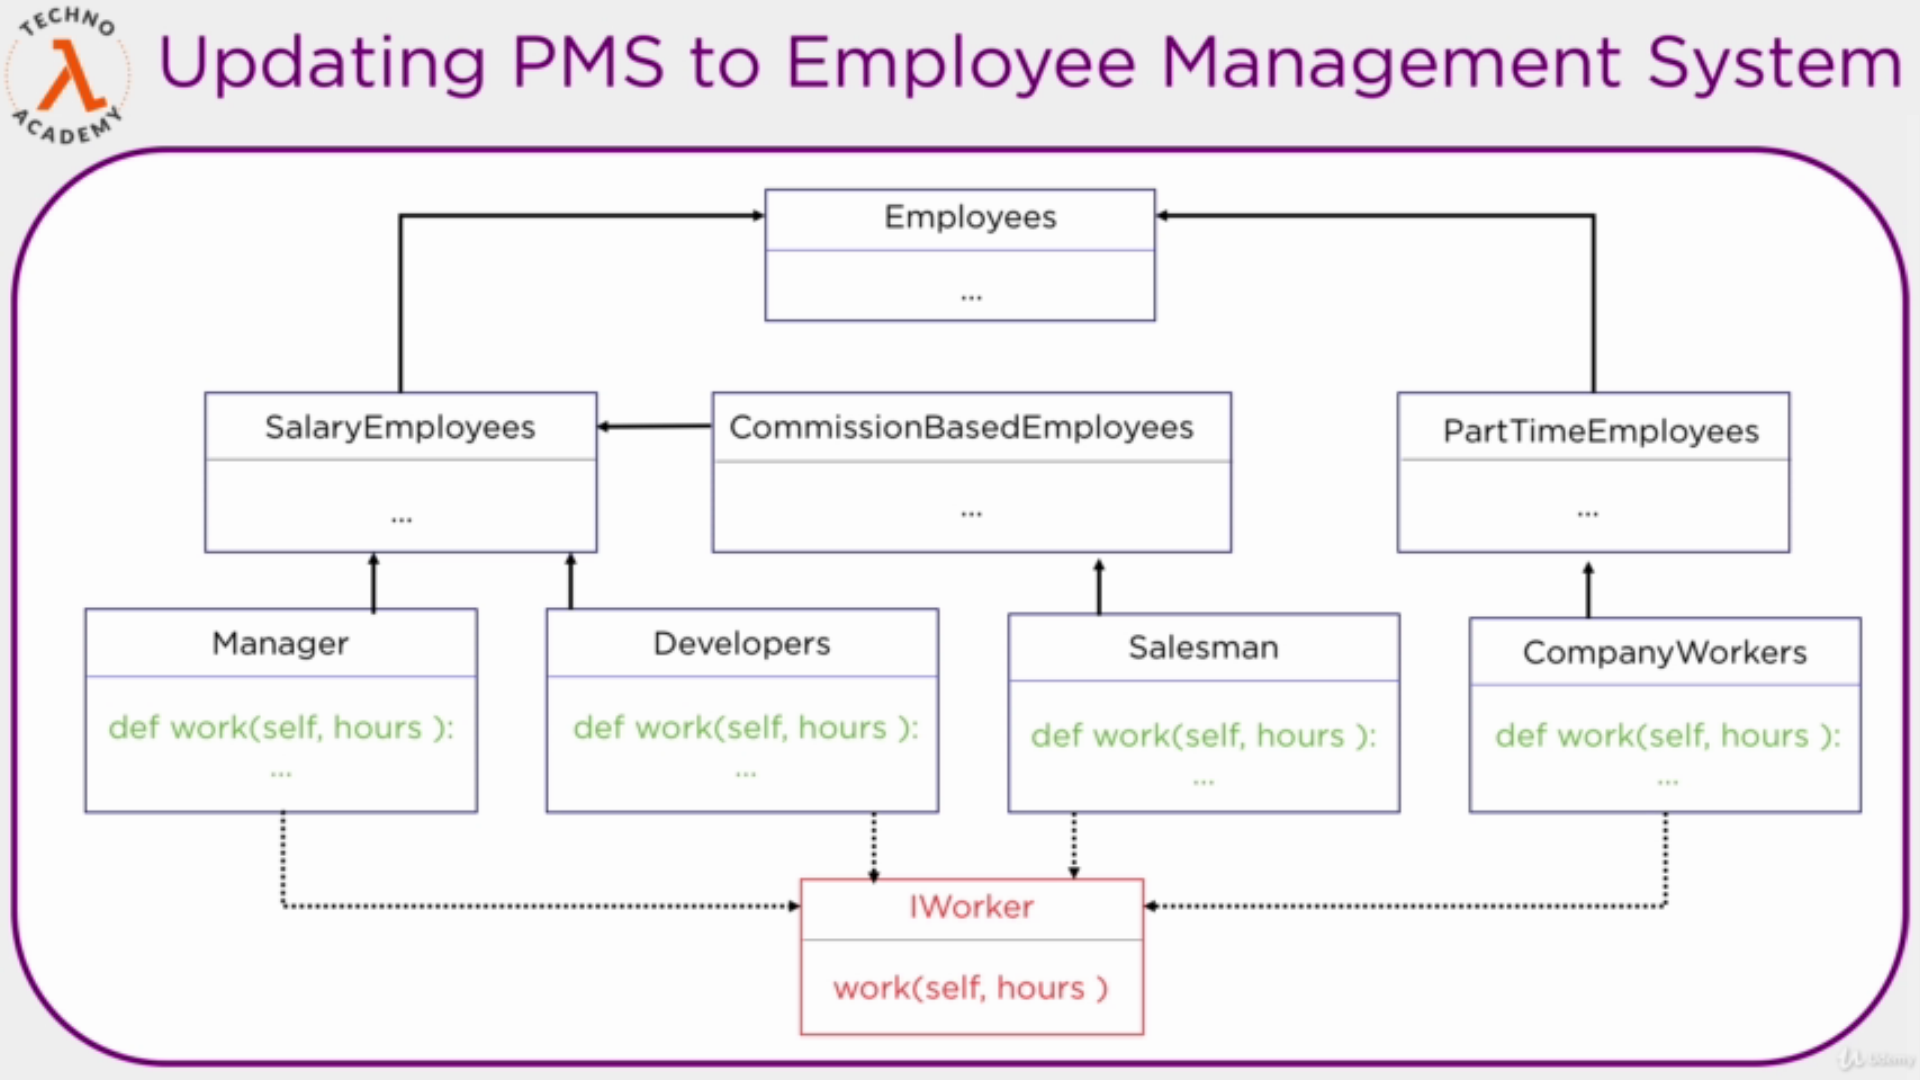 TECHNO
ACADEMY
Updating PMS to Employee Management System
Employees
...
SalaryEmployees
...
CommissionBasedEmployees
...
PartTimeEmployees
...
Manager
def work(self, hours ):
...
Developers
def work(self, hours ):
...
Salesman
def work(self, hours ):
...
CompanyWorkers
def work(self, hours ):
...
IWorker
work(self, hours )
Udemy